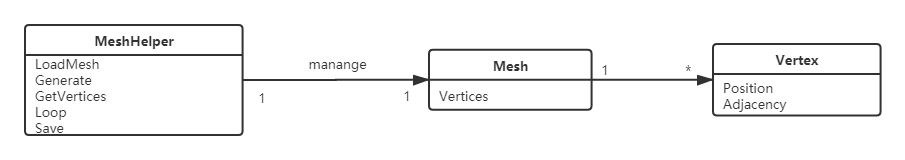 MeshHelper
LoadMesh
Generate
GetVertices
Loop
Save
manange
1
1
Mesh
Vertices
1
*
Vertex
Position
Adjacency